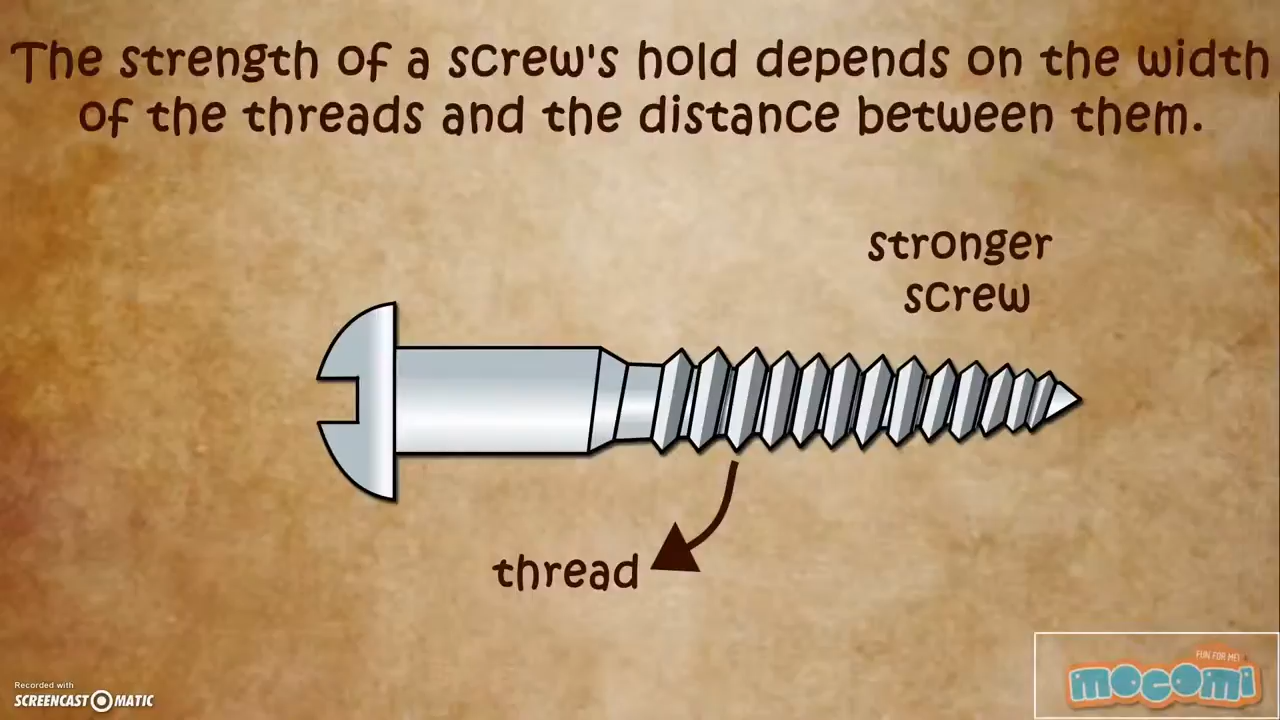 The strength of a screw's hold depends on the width
of the threads and the distance between them.
stronger
screw
thread
Recorded with
SCREENCAST-O-MATIC
FUN FOR ME!
mocomi